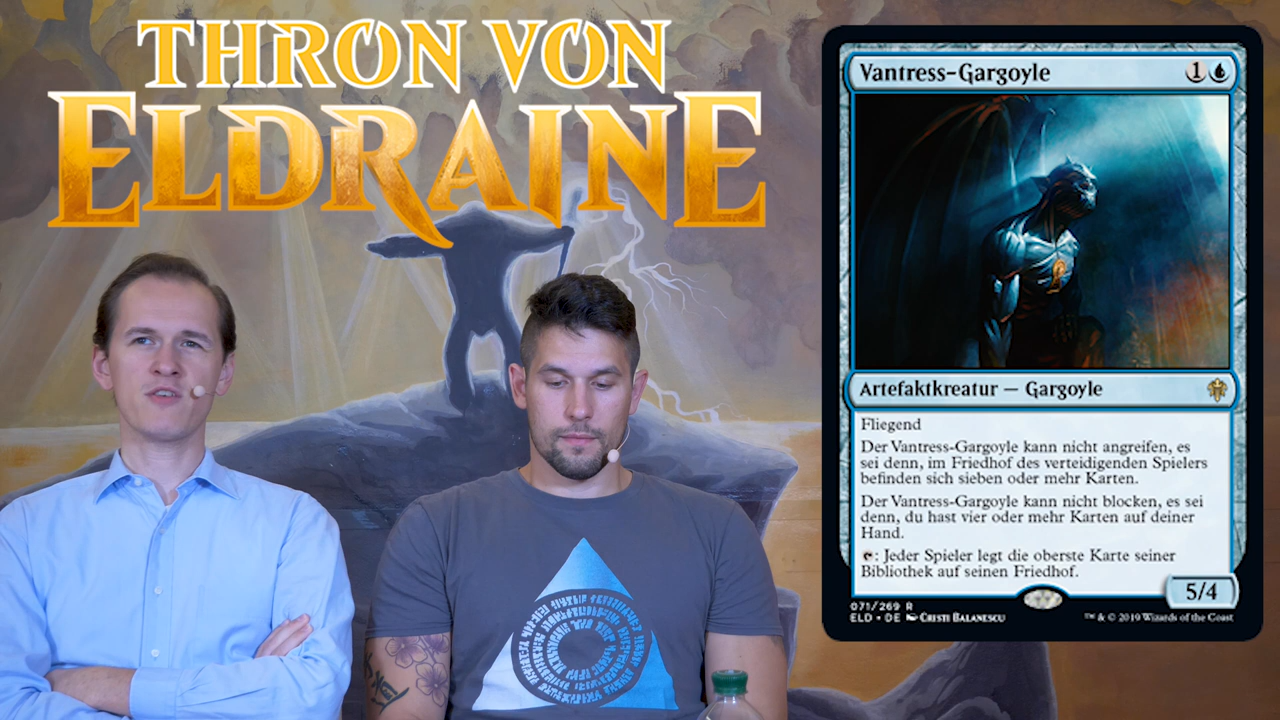 THRON VON
ELDRAINE
Vantress-Gargoyle
1
Artefaktkreatur — Gargoyle
Fliegend
Der Vantress-Gargoyle kann nicht angreifen, es
sei denn, im Friedhof des verteidigenden Spielers
befinden sich sieben oder mehr Karten.
Der Vantress-Gargoyle kann nicht blocken, es sei
denn, du hast vier oder mehr Karten auf deiner
Hand.
: Jeder Spieler legt die oberste Karte seiner
Bibliothek auf seinen Friedhof.
5/4
071/269 R
ELD • DE Cristi Balanescu
™ & © 2019 Wizards of the Coast